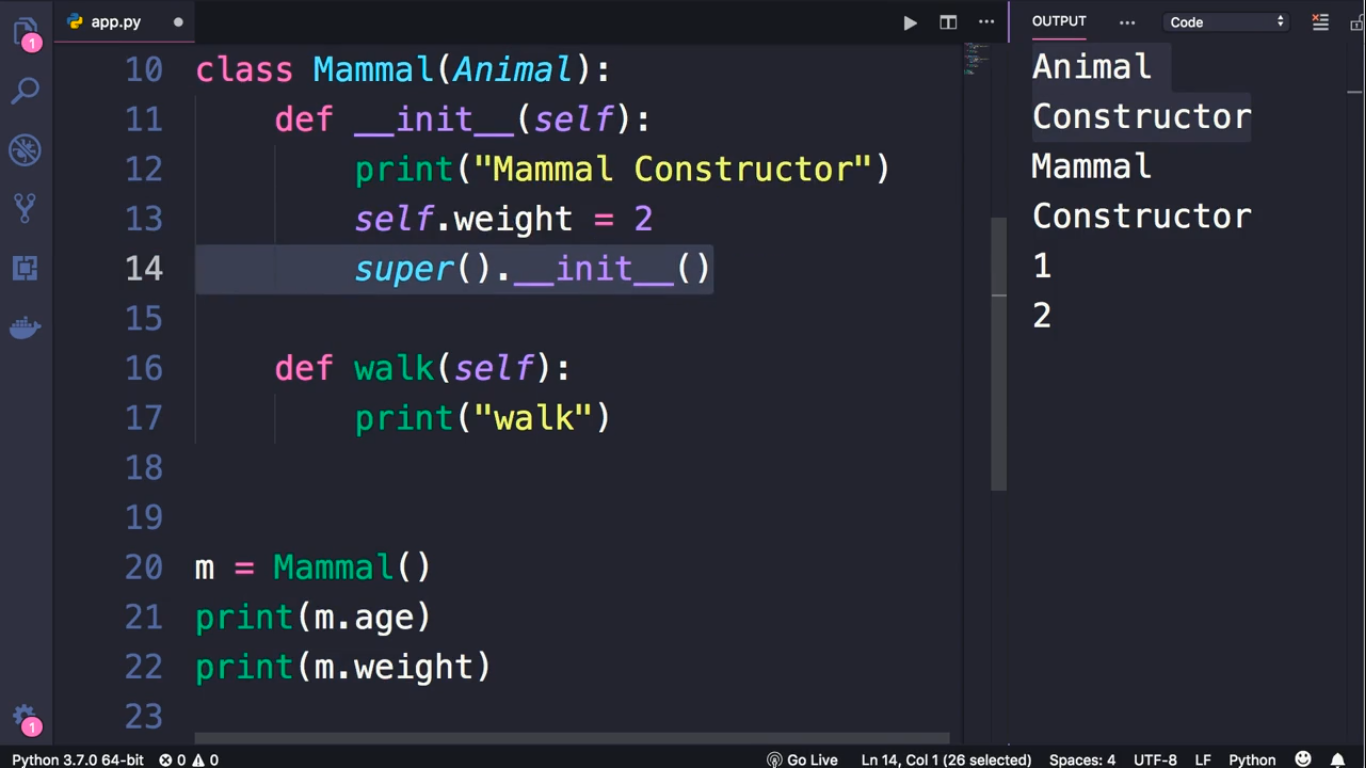 app.py
OUTPUT
Code
1
10 class Mammal(Animal):
11 def __init__(self):
12 print("Mammal Constructor")
13 self.weight = 2
14 super().__init__()
15
16 def walk(self):
17 print("walk")
18
19
20 m = Mammal()
21 print(m.age)
22 print(m.weight)
23
Animal
Constructor
Mammal
Constructor
1
2
1
Python 3.7.0 64-bit 0 0 Go Live Ln 14, Col 1 (26 selected) Spaces: 4 UTF-8 LF Python